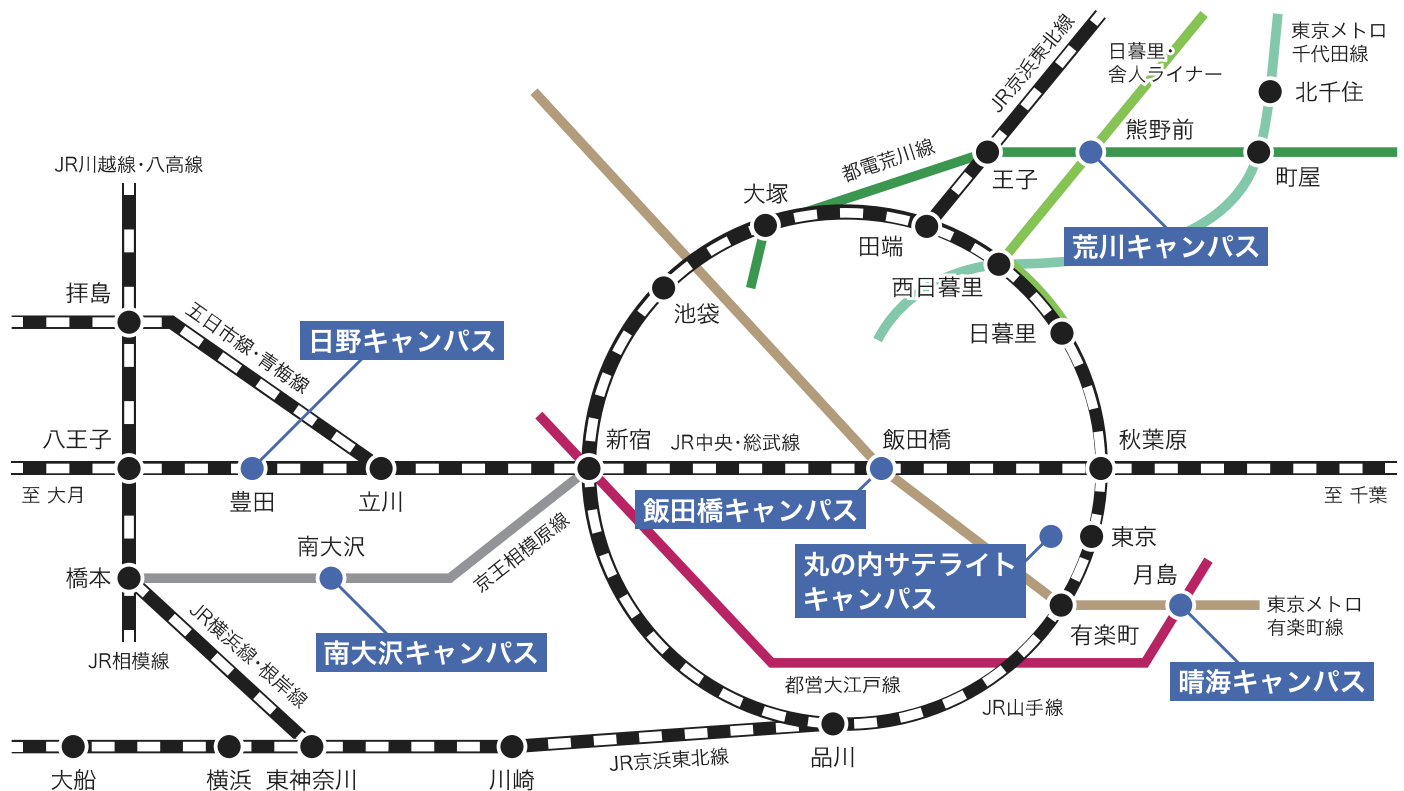 JR京浜東北線
日暮里・
舎人ライナー
東京メトロ
千代田線
北千住
熊野前
都電荒川線
王子
町屋
JR川越線・八高線
大塚
田端
荒川キャンパス
西日暮里
拝島
池袋
五日市線・青梅線
日野キャンパス
日暮里
八王子
新宿
JR中央・総武線
飯田橋
秋葉原
至 大月
豊田
立川
飯田橋キャンパス
至 千葉
南大沢
京王相模原線
東京
丸の内サテライト
キャンパス
橋本
月島
東京メトロ
有楽町線
有楽町
JR横浜線・根岸線
南大沢キャンパス
JR相模線
都営大江戸線
晴海キャンパス
JR山手線
JR京浜東北線
品川
大船
横浜
東神奈川
川崎